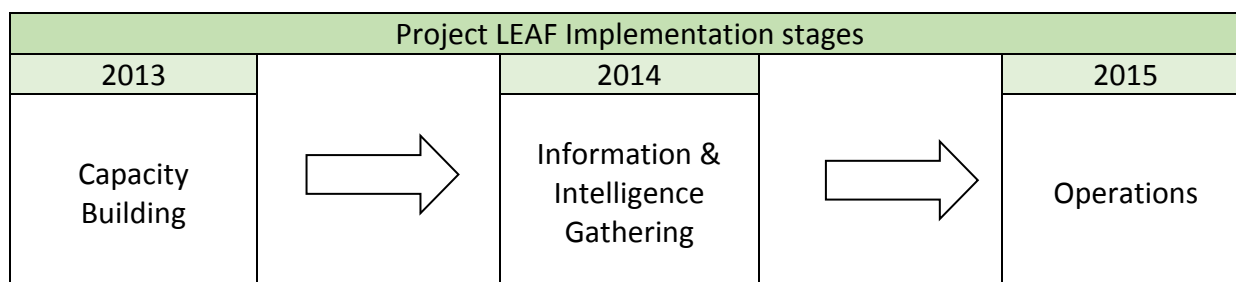 Project LEAF Implementation stages
2013
2014
2015
Capacity
Building
Information &
Intelligence
Gathering
Operations